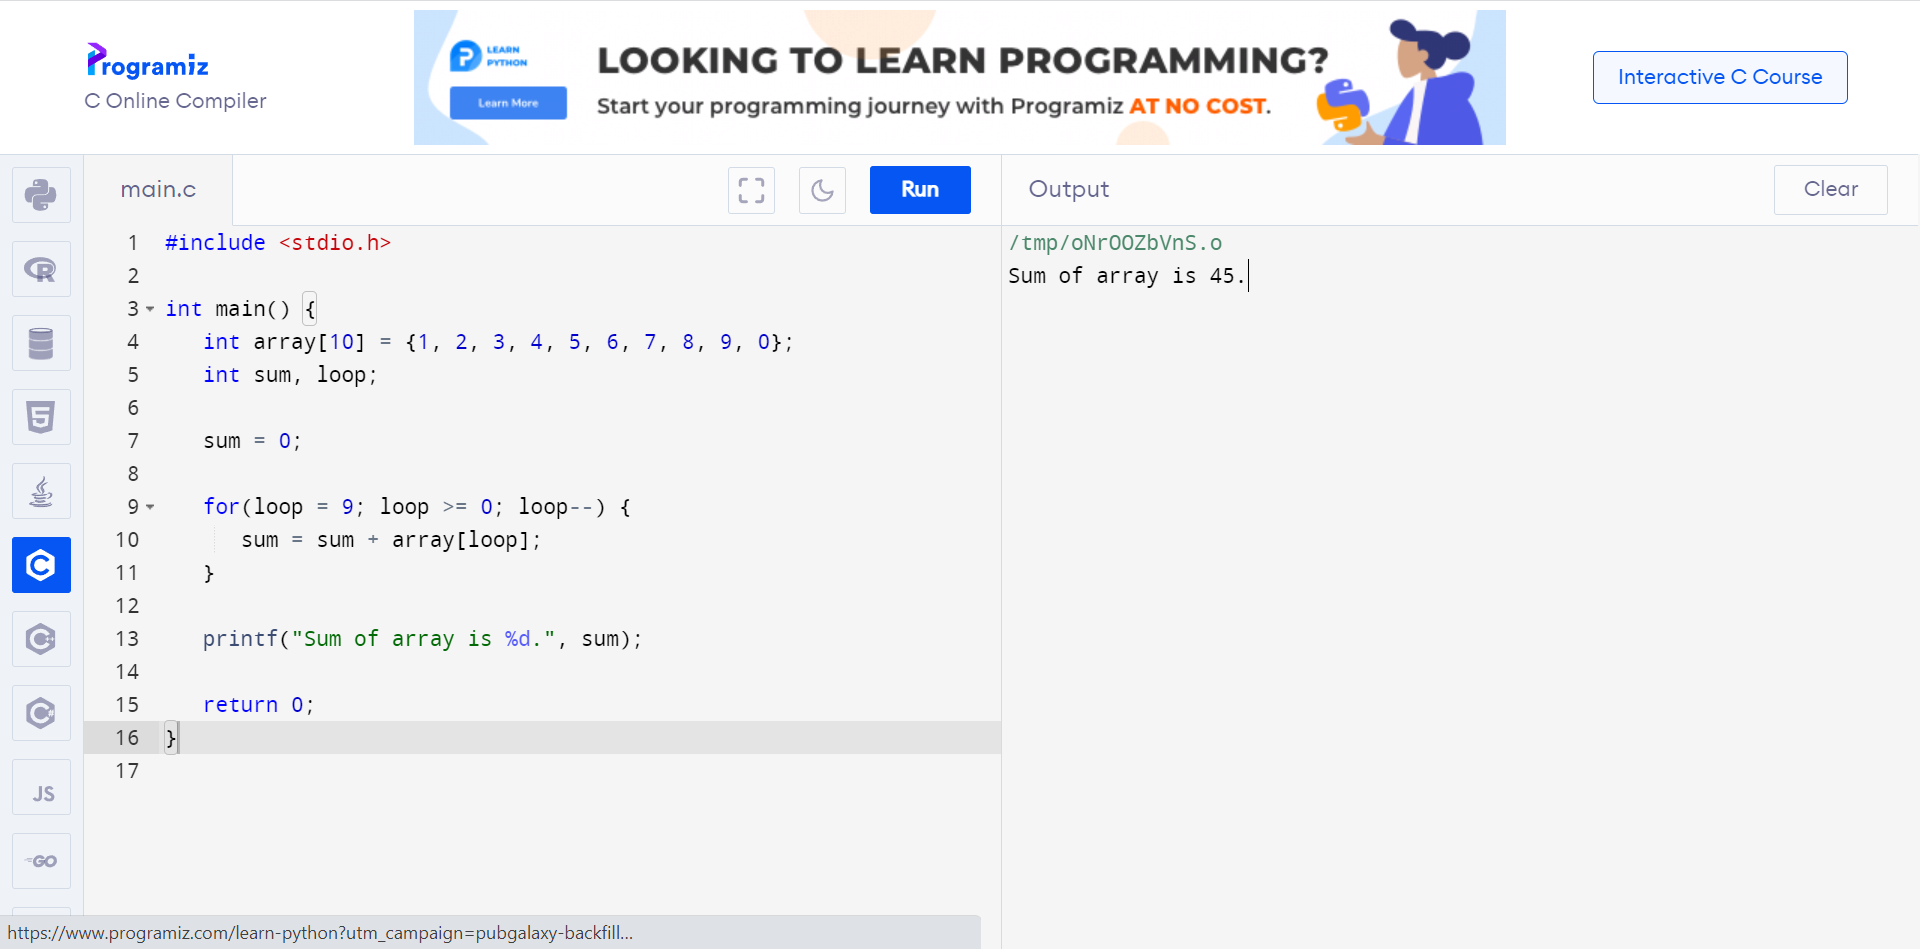 Programiz
C Online Compiler
LEARN
PYTHON
Learn More
LOOKING TO LEARN PROGRAMMING?
Start your programming journey with Programiz AT NO COST.
Interactive C Course
main.c
Run
Output
Clear
1 #include <stdio.h>
2
3 int main() {
4    int array[10] = {1, 2, 3, 4, 5, 6, 7, 8, 9, 0};
5    int sum, loop;
6
7    sum = 0;
8
9    for(loop = 9; loop >= 0; loop--) {
10       sum = sum + array[loop];
11    }
12
13    printf("Sum of array is %d.", sum);
14
15    return 0;
16 }
17
/tmp/oNrOOZbVnS.o
Sum of array is 45.
JS
GO
https://www.programiz.com/learn-python?utm_campaign=pubgalaxy-backfill...